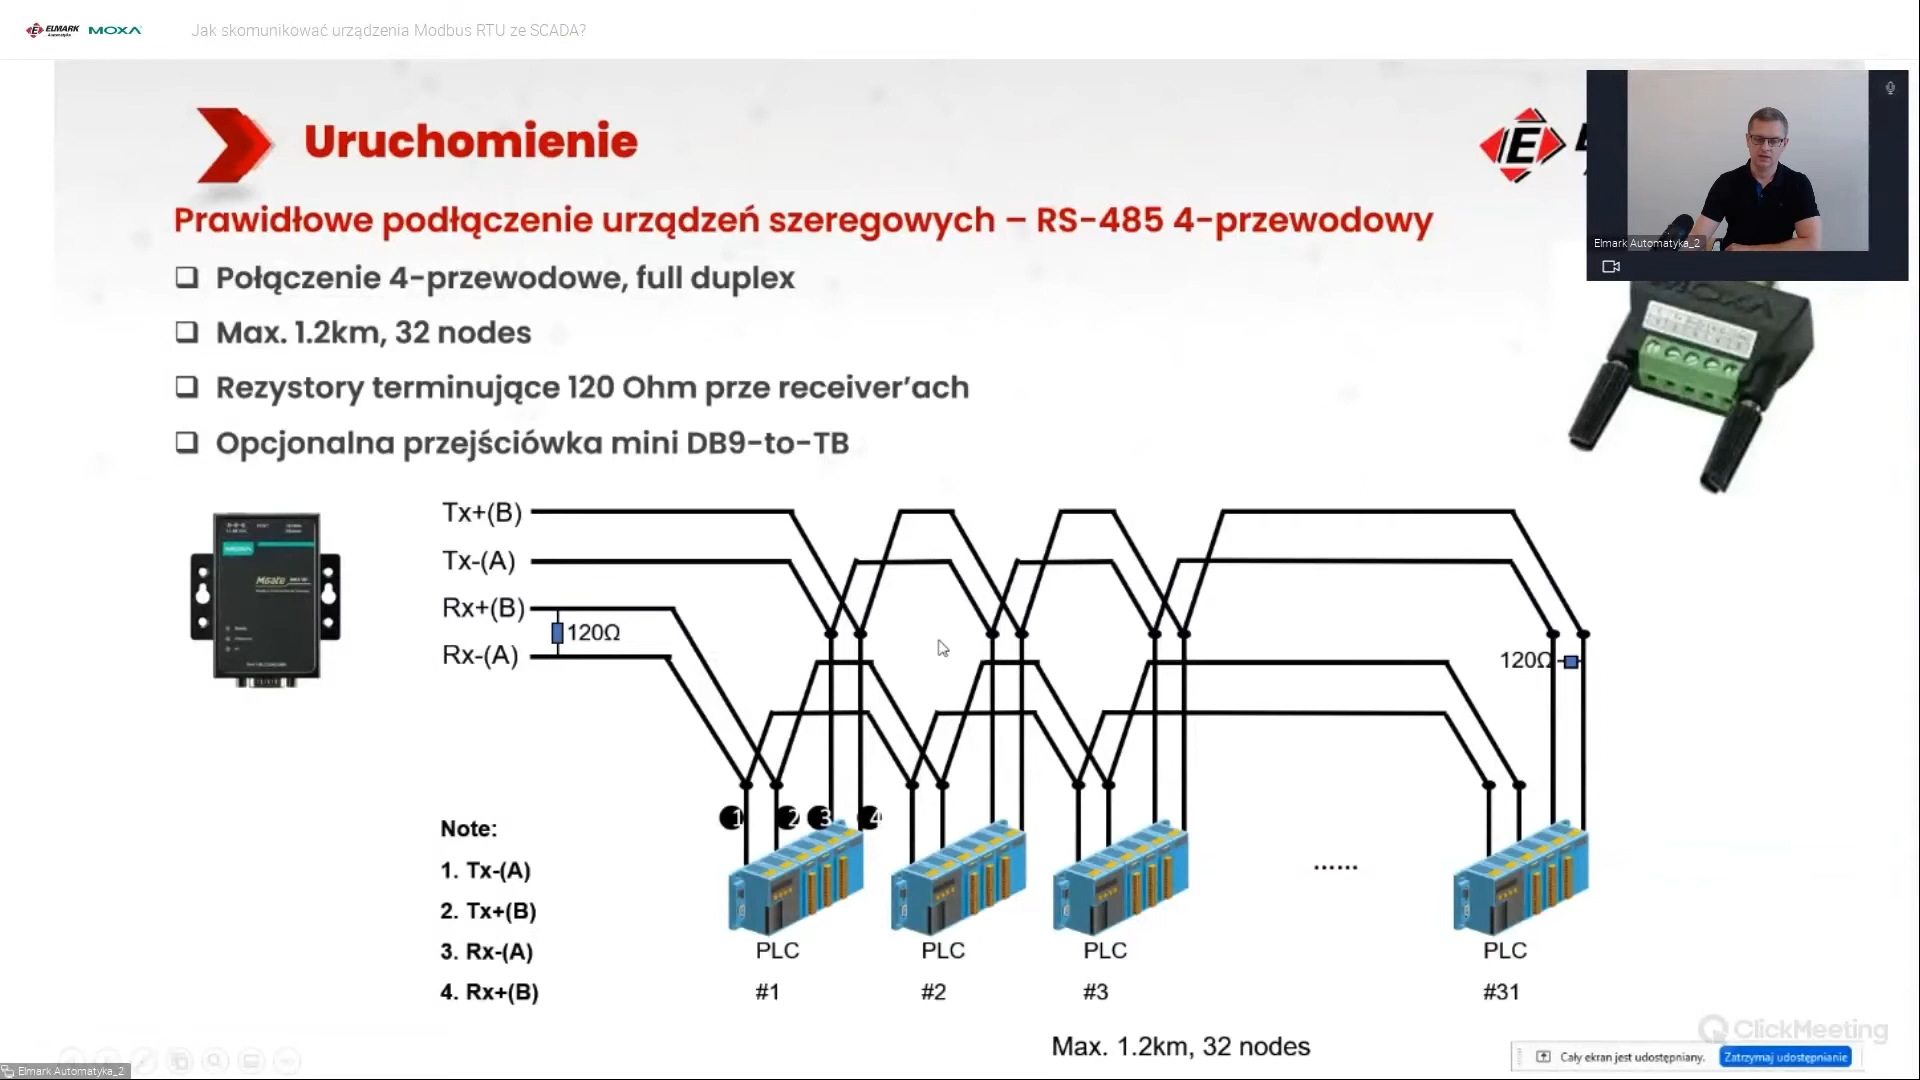 ELMARK
Automatyka
MOXA
Jak skomunikować urządzenia Modbus RTU ze SCADA?
Uruchomienie
E
Elmark Automatyka_2
Prawidłowe podłączenie urządzeń szeregowych – RS-485 4-przewodowy
❑ Połączenie 4-przewodowe, full duplex
❑ Max. 1.2km, 32 nodes
❑ Rezystory terminujące 120 Ohm prze receiver’ach
❑ Opcjonalna przejściówka mini DB9-to-TB
MOXA
MGate
Tx+(B)
Tx-(A)
Rx+(B)
120Ω
Rx-(A)
120Ω
1 2 3 4
Note:
1. Tx-(A)
2. Tx+(B)
3. Rx-(A)
4. Rx+(B)
......
PLC PLC PLC PLC
#1 #2 #3 #31
Max. 1.2km, 32 nodes
ClickMeeting
Cały ekran jest udostępniany. Zatrzymaj udostępnianie
Elmark Automatyka_2